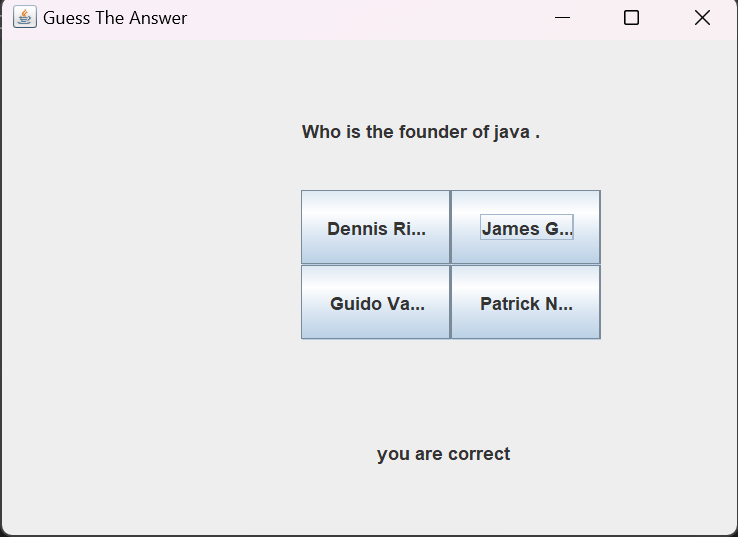 Guess The Answer
Who is the founder of java .
Dennis Ri... James G...
Guido Va... Patrick N...
you are correct